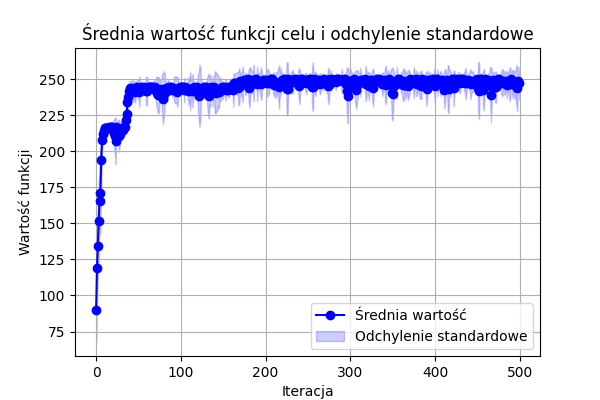 Średnia wartość funkcji celu i odchylenie standardowe
Wartość funkcji
250
225
200
175
150
125
100
75
0
100
200
300
400
500
Iteracja
Średnia wartość
Odchylenie standardowe